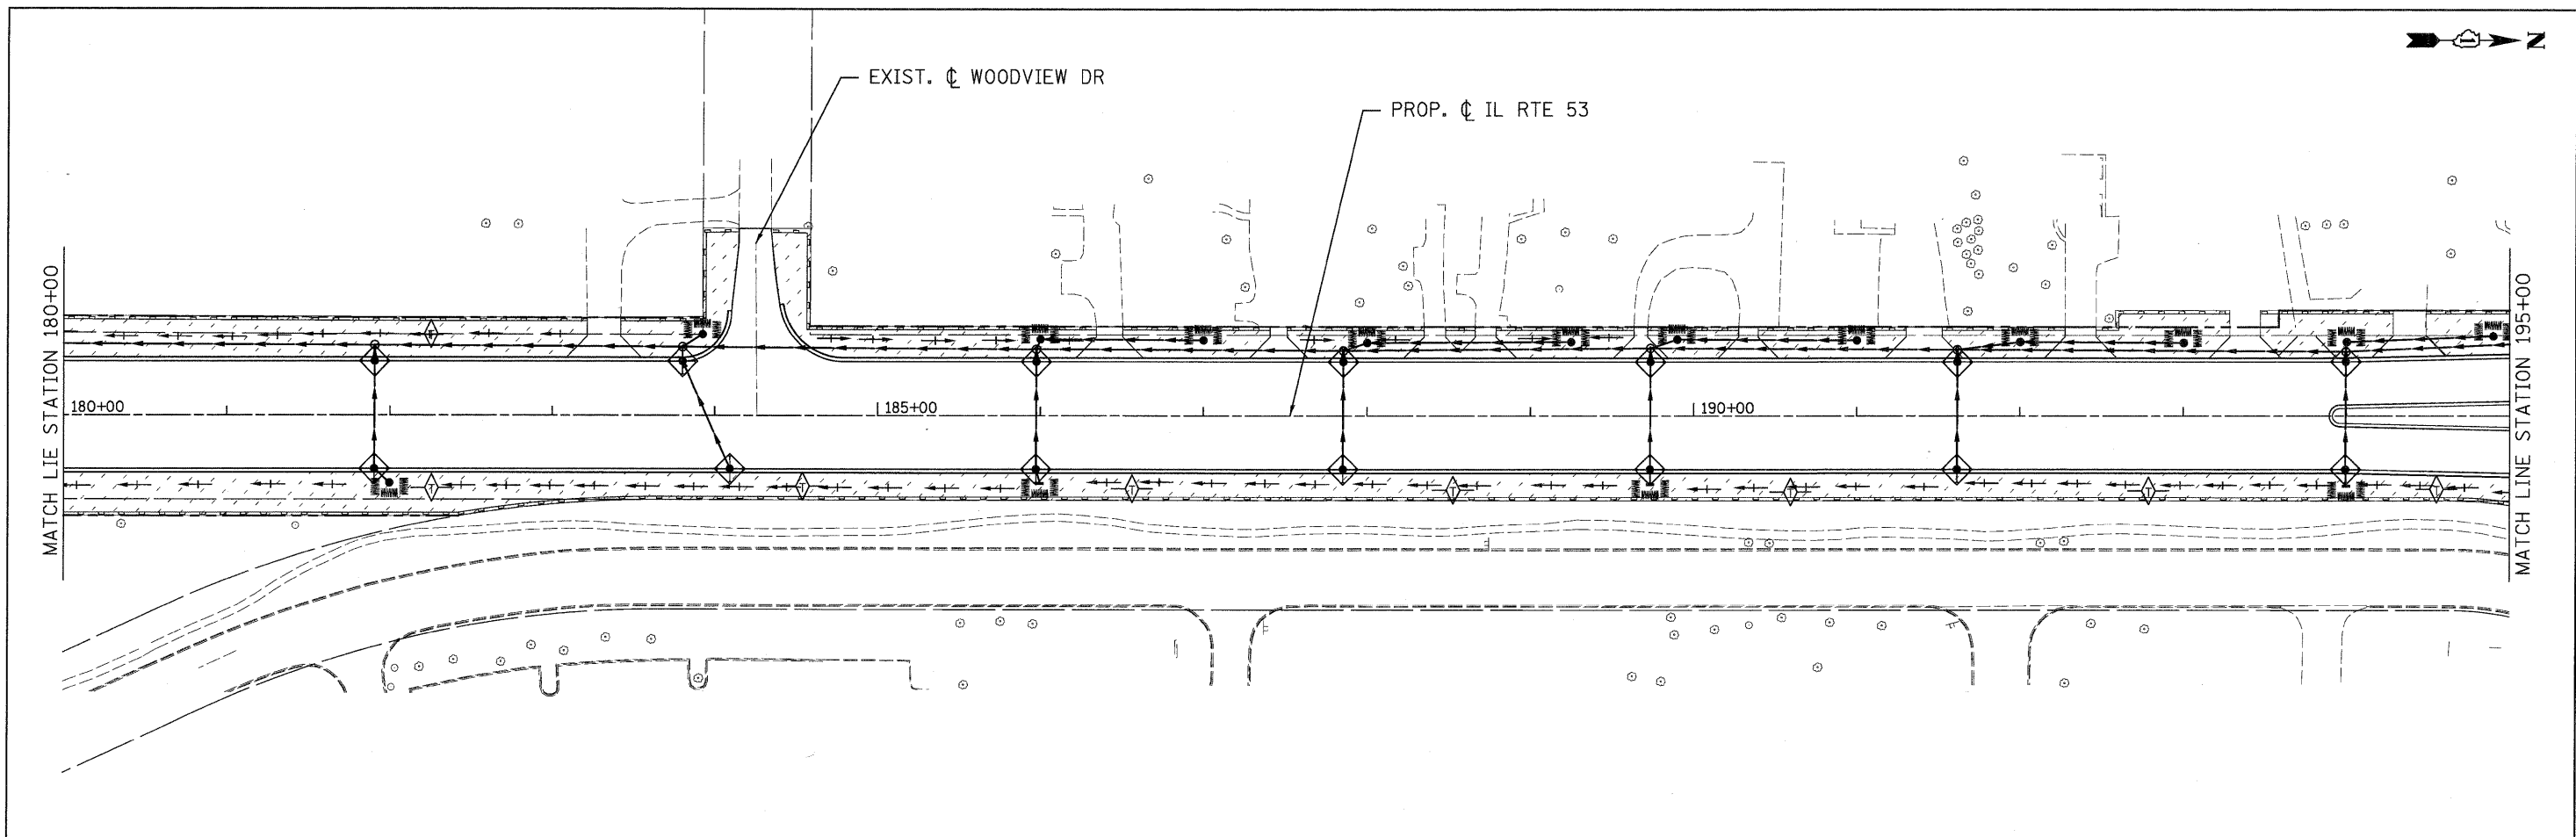 N
EXIST. ℄ WOODVIEW DR
PROP. ℄ IL RTE 53
MATCH LIE STATION 180+00
180+00
185+00
190+00
MATCH LINE STATION 195+00
T
T
T
T
T
T
T
T